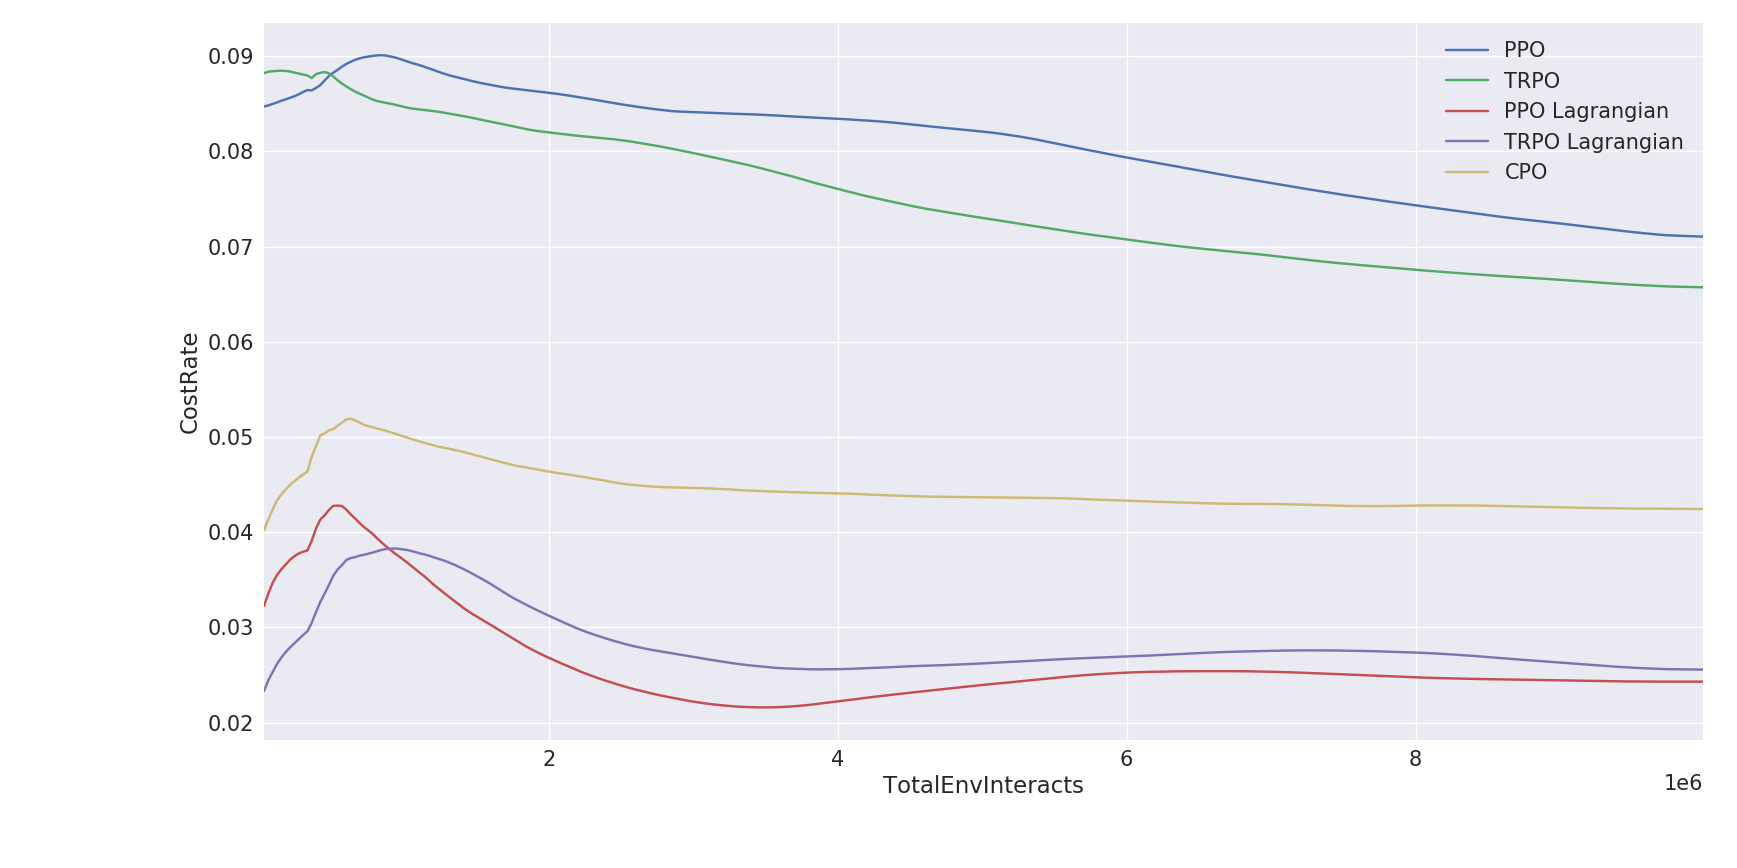 0.09
0.08
0.07
0.06
0.05
0.04
0.03
0.02
CostRate
PPO
TRPO
PPO Lagrangian
TRPO Lagrangian
CPO
2 4 6 8
TotalEnvInteracts
1e6